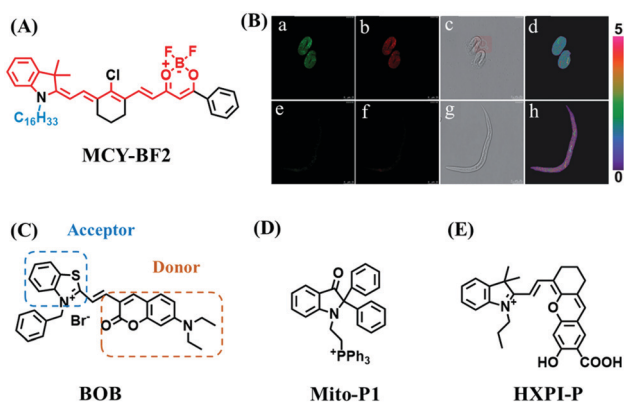 (A)
F F
B
O O
+
Cl
N
C16H33
MCY-BF2
(B)
a b c d
e f g h
5
0
(C)
Acceptor
Donor
S
N
+
Br-
O O N
BOB
(D)
O
N
+PPh3
Mito-P1
(E)
N
+
O
HO COOH
HXPI-P